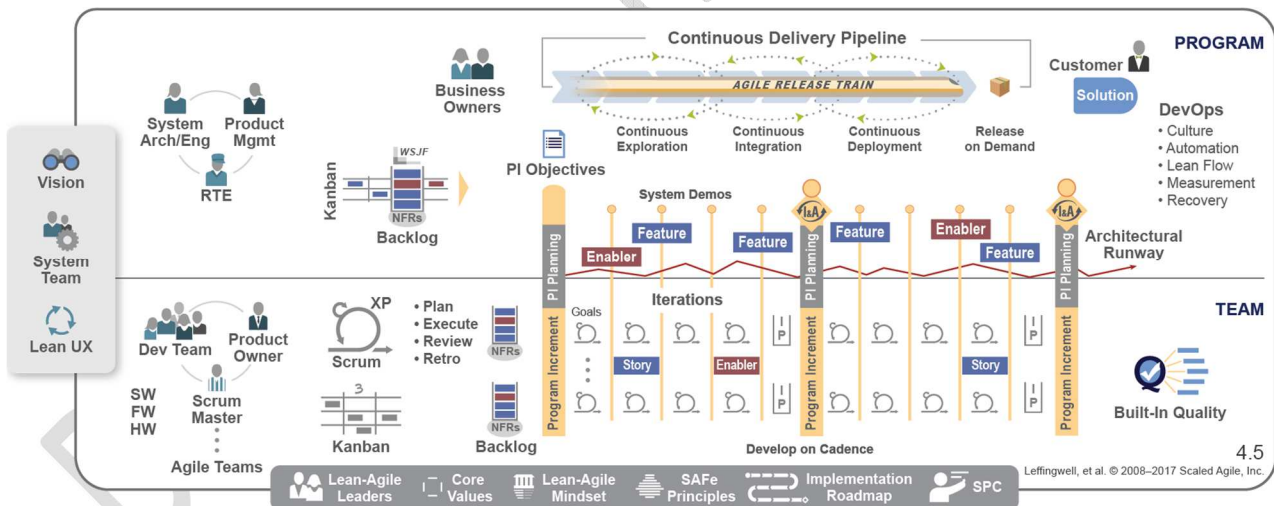 Continuous Delivery Pipeline
PROGRAM
AGILE RELEASE TRAIN
Continuous
Exploration
Continuous
Integration
Continuous
Deployment
Release
on Demand
Customer
Solution
DevOps
• Culture
• Automation
• Lean Flow
• Measurement
• Recovery
Business
Owners
System
Arch/Eng
Product
Mgmt
RTE
Vision
System
Team
Lean UX
Kanban
WSJF
NFRs
Backlog
PI Objectives
System Demos
I&A
I&A
Enabler
Feature
Feature
Feature
Enabler
Feature
Architectural
Runway
PI Planning
PI Planning
PI Planning
TEAM
Dev Team
Product
Owner
Scrum
Master
SW
FW
HW
Agile Teams
XP
Scrum
• Plan
• Execute
• Review
• Retro
3
Kanban
NFRs
NFRs
Backlog
Program Increment
Program Increment
Program Increment
Iterations
Goals
Story
Enabler
Story
I
P
I
P
I
P
I
P
Develop on Cadence
Built-In Quality
4.5
Leffingwell, et al. © 2008–2017 Scaled Agile, Inc.
Lean-Agile
Leaders
Core
Values
Lean-Agile
Mindset
SAFe
Principles
Implementation
Roadmap
SPC